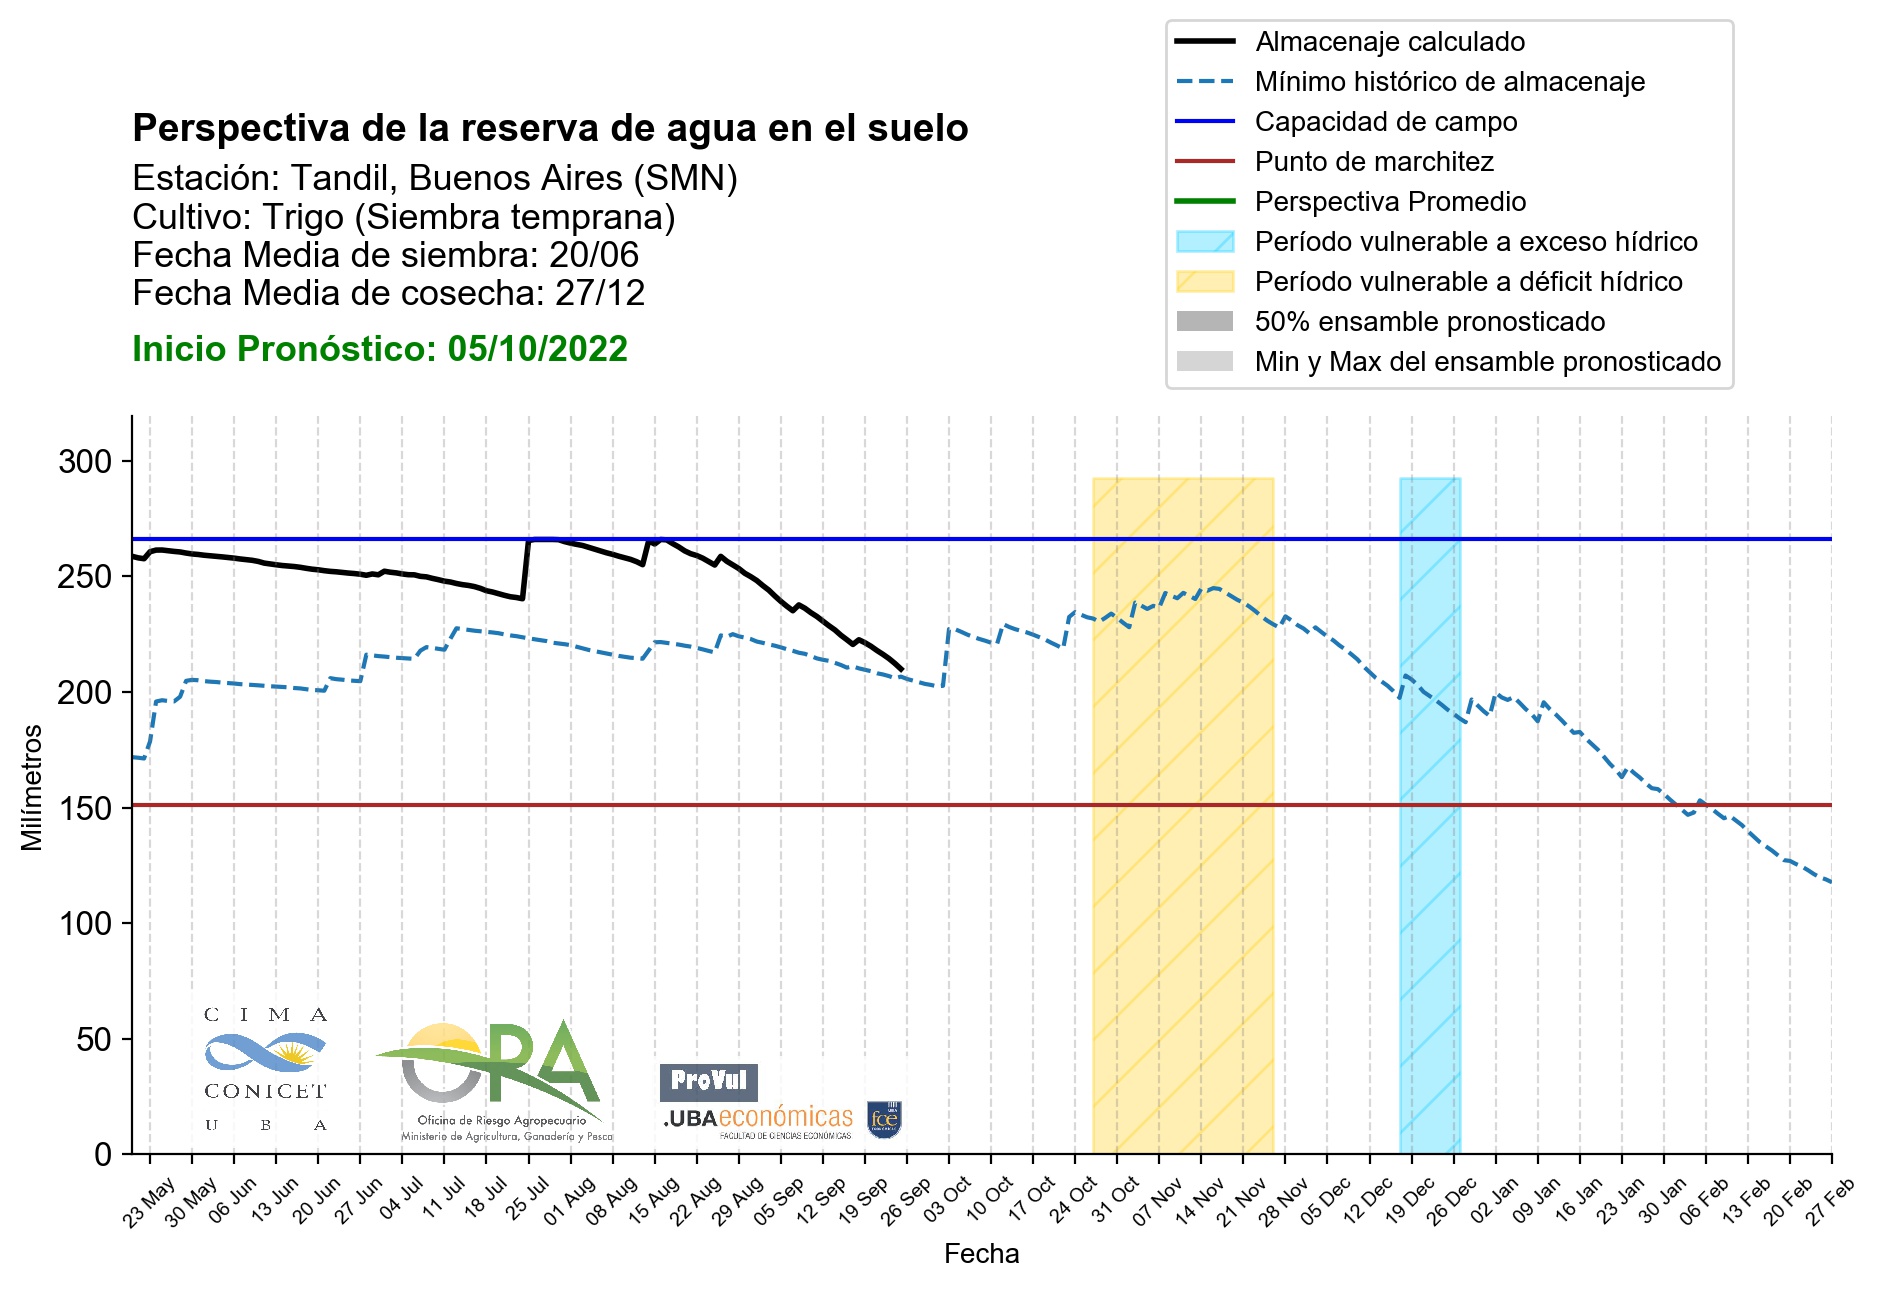 Almacenaje calculado
Mínimo histórico de almacenaje
Capacidad de campo
Punto de marchitez
Perspectiva Promedio
Período vulnerable a exceso hídrico
Período vulnerable a déficit hídrico
50% ensamble pronosticado
Min y Max del ensamble pronosticado
Perspectiva de la reserva de agua en el suelo
Estación: Tandil, Buenos Aires (SMN)
Cultivo: Trigo (Siembra temprana)
Fecha Media de siembra: 20/06
Fecha Media de cosecha: 27/12
Inicio Pronóstico: 05/10/2022
300
250
200
150
100
50
0
Milímetros
CIMA
CONICET
UBA
ORA
Oficina de Riesgo Agropecuario
Ministerio de Agricultura, Ganadería y Pesca
ProVul
.UBAeconómicas
FACULTAD DE CIENCIAS ECONÓMICAS
fce
23 May
30 May
06 Jun
13 Jun
20 Jun
27 Jun
04 Jul
11 Jul
18 Jul
25 Jul
01 Aug
08 Aug
15 Aug
22 Aug
29 Aug
05 Sep
12 Sep
19 Sep
26 Sep
03 Oct
10 Oct
17 Oct
24 Oct
31 Oct
07 Nov
14 Nov
21 Nov
28 Nov
05 Dec
12 Dec
19 Dec
26 Dec
02 Jan
09 Jan
16 Jan
23 Jan
30 Jan
06 Feb
13 Feb
20 Feb
27 Feb
Fecha